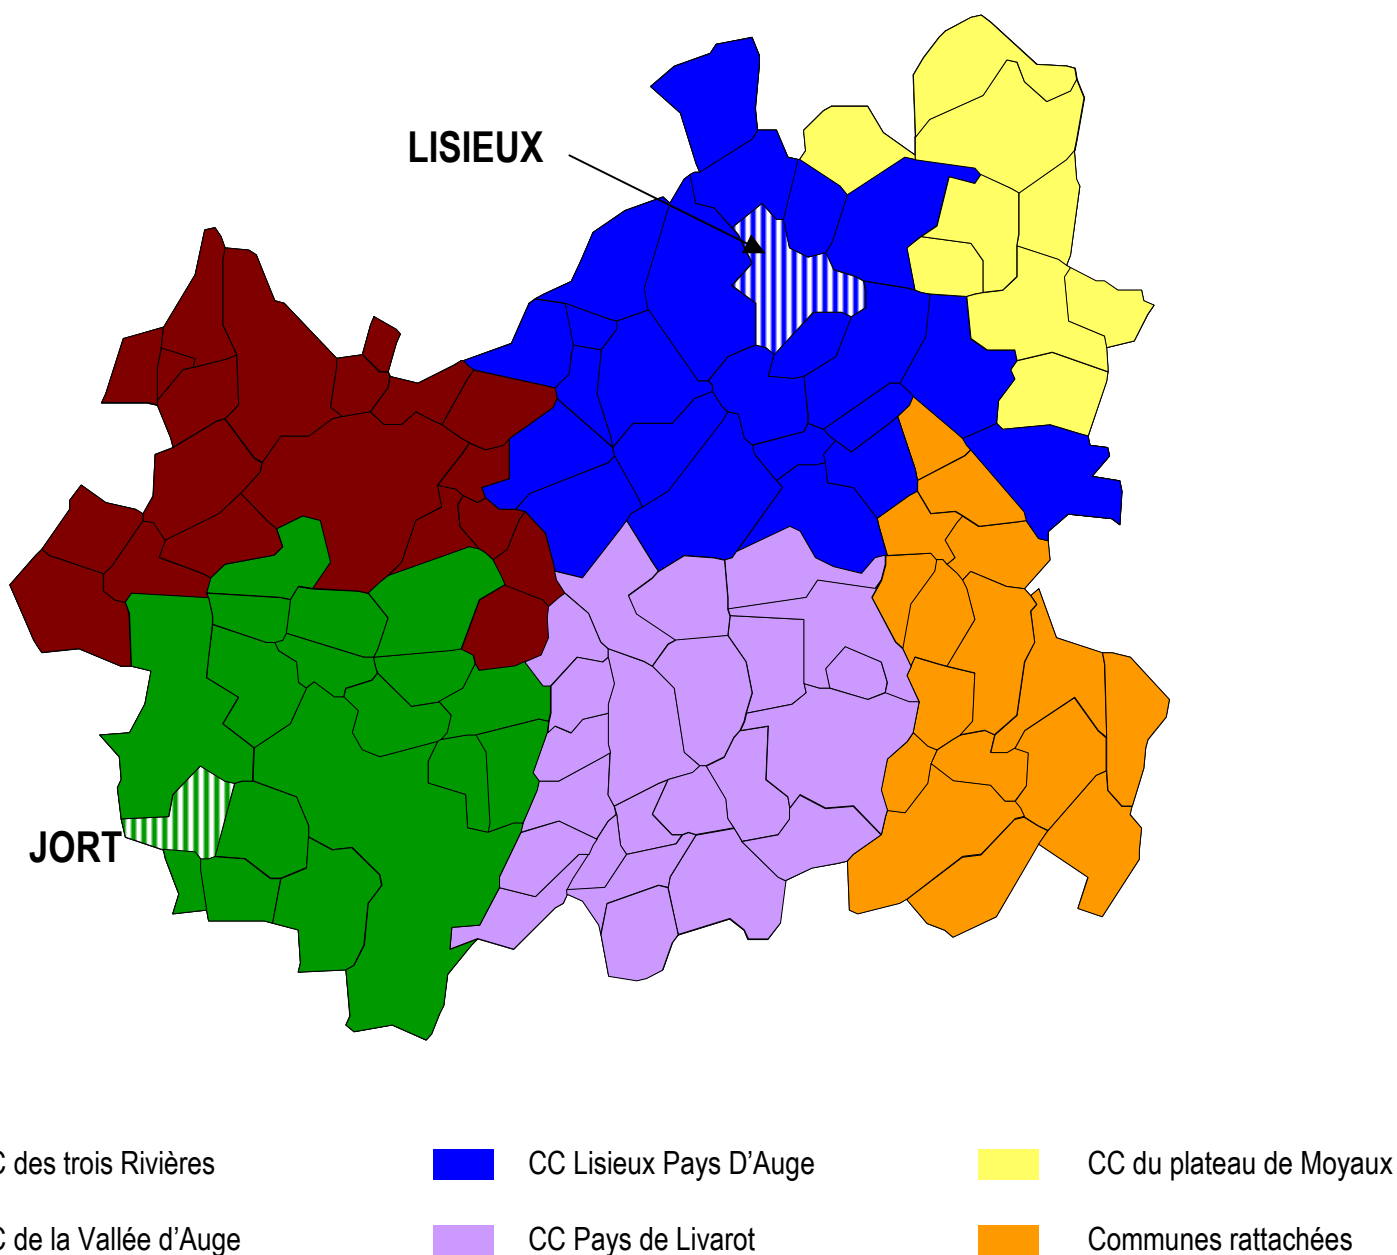 LISIEUX
JORT
C des trois Rivières
CC Lisieux Pays D’Auge
CC du plateau de Moyaux
C de la Vallée d’Auge
CC Pays de Livarot
Communes rattachées